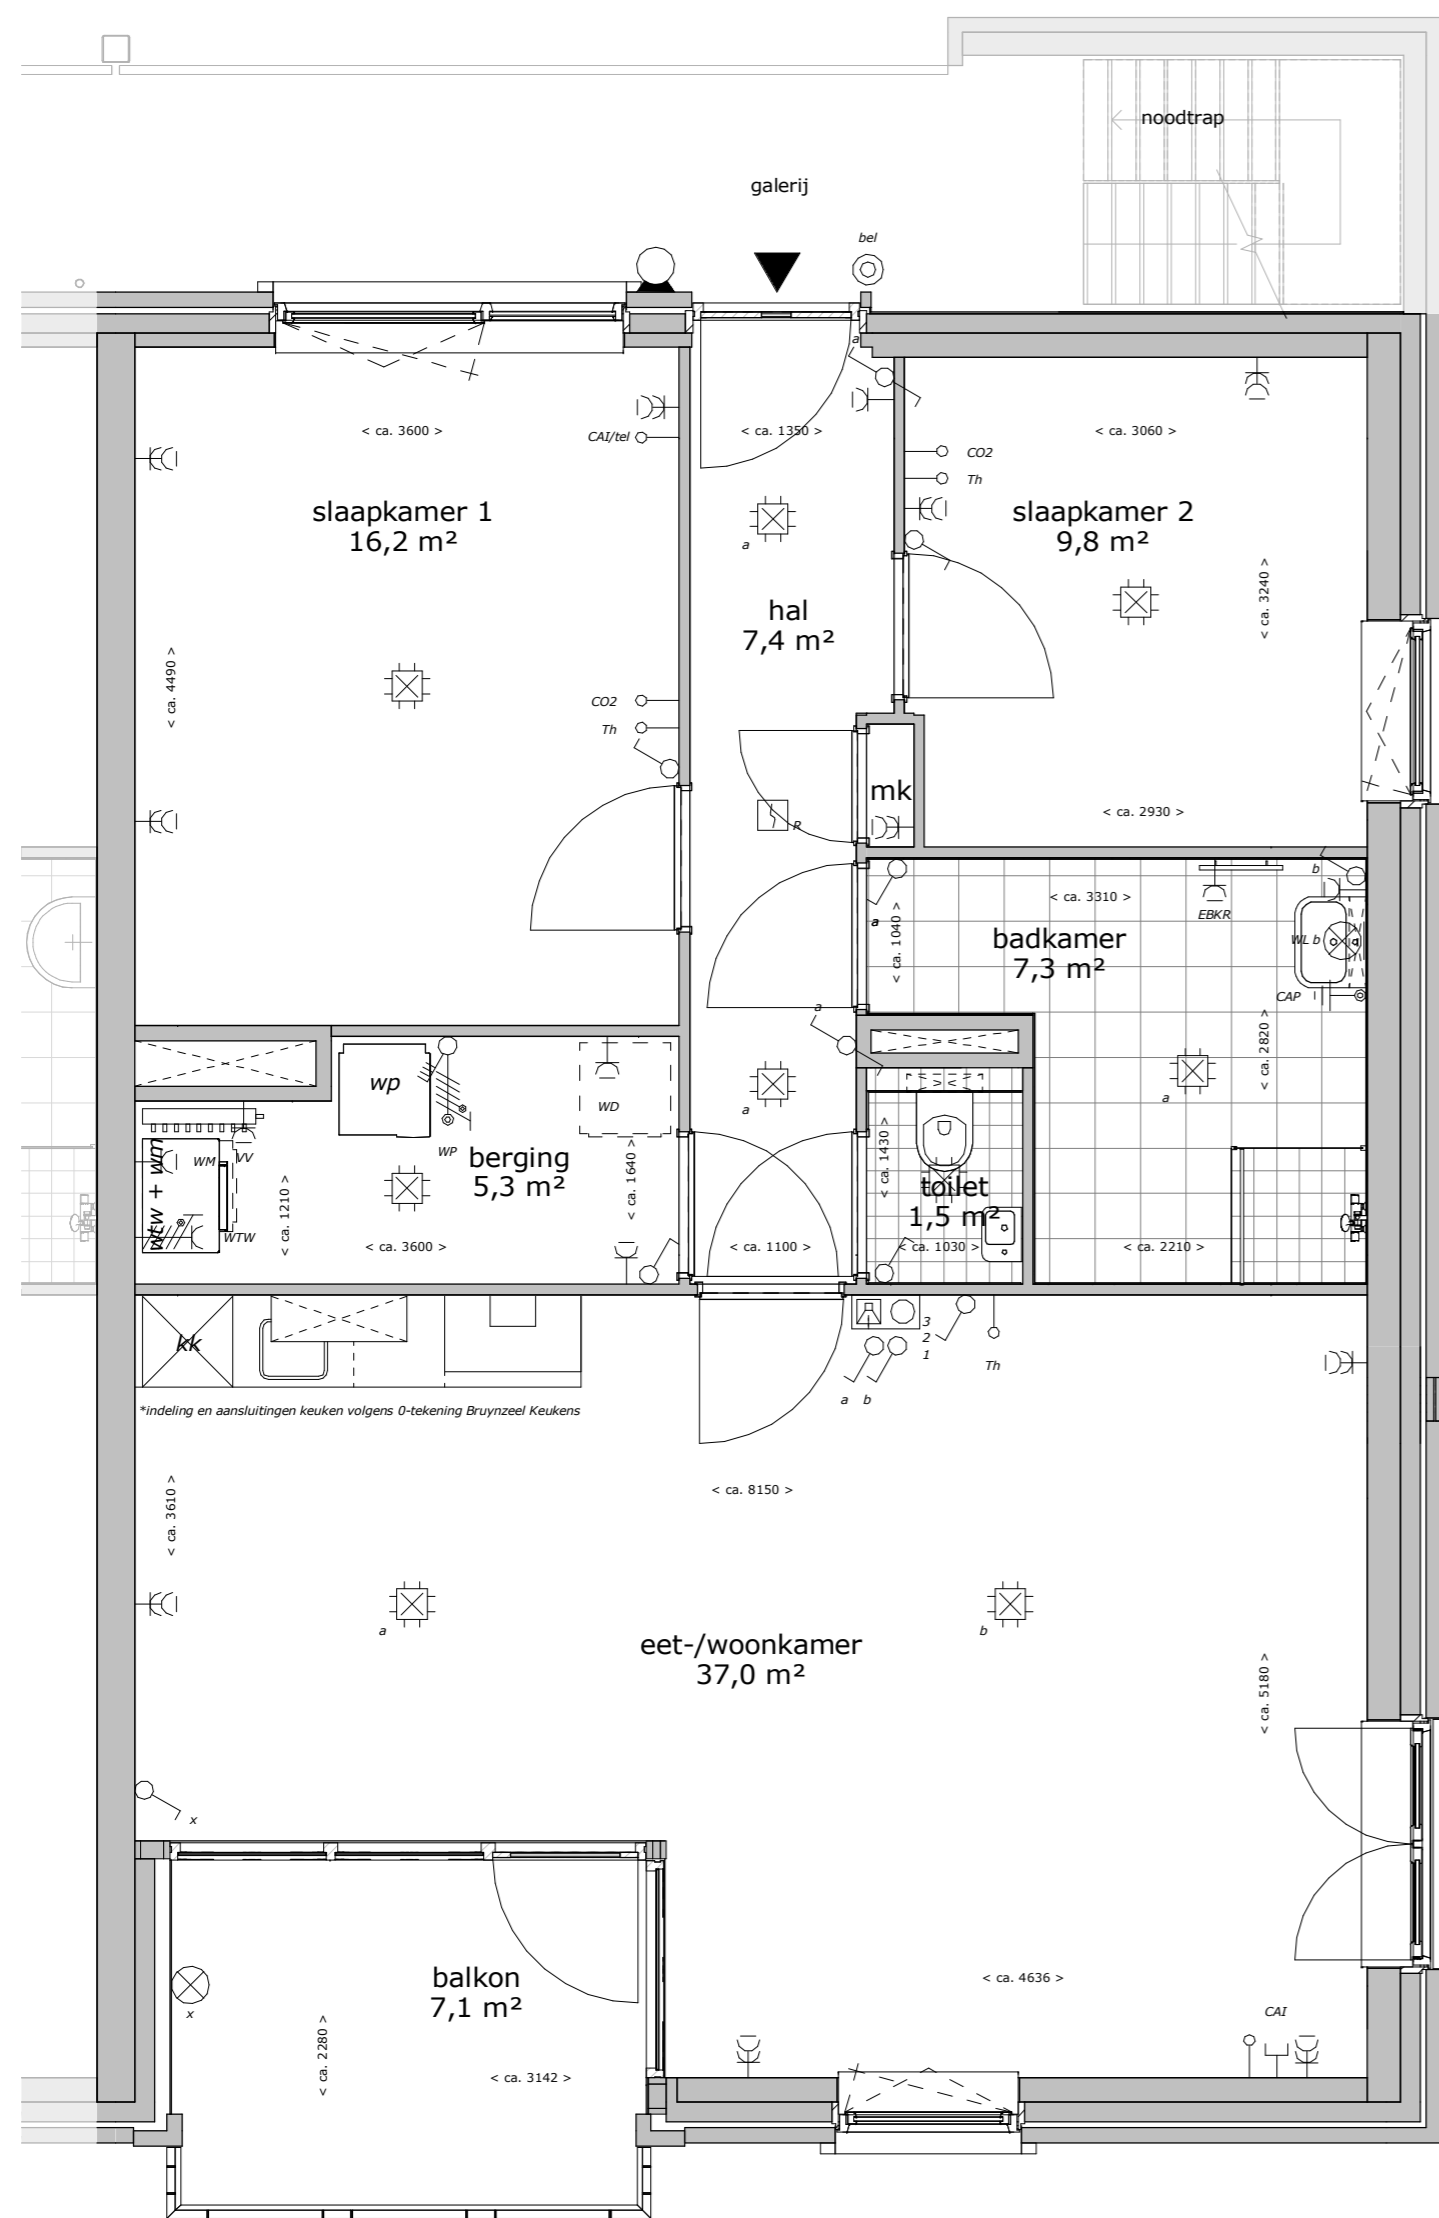 noodtrap
galerij
bel
a
< ca. 3600 >
CAI/tel
< ca. 1350 >
< ca. 3060 >
CO2
Th
slaapkamer 1
16,2 m²
slaapkamer 2
9,8 m²
a
< ca. 3240 >
hal
7,4 m²
< ca. 4490 >
CO2
Th
mk
R
< ca. 2930 >
b
< ca. 3310 >
EBKR
a
< ca. 1040 >
badkamer
7,3 m²
WL b
CAP
a
< ca. 2820 >
wp
WD
a
a
WP
VV
WM
wtw + wm
WTW
berging
5,3 m²
< ca. 1640 >
< ca. 1210 >
< ca. 3600 >
< ca. 1100 >
< ca. 1430 >
toilet
1,5 m²
< ca. 1030 >
< ca. 2210 >
kk
3
2
1
Th
a
b
*indeling en aansluitingen keuken volgens 0-tekening Bruynzeel Keukens
< ca. 8150 >
< ca. 3610 >
a
b
eet-/woonkamer
37,0 m²
< ca. 5180 >
x
balkon
7,1 m²
x
< ca. 4636 >
CAI
< ca. 2280 >
< ca. 3142 >